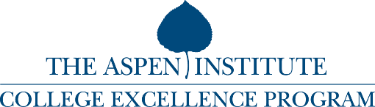 THE ASPEN INSTITUTE
COLLEGE EXCELLENCE PROGRAM